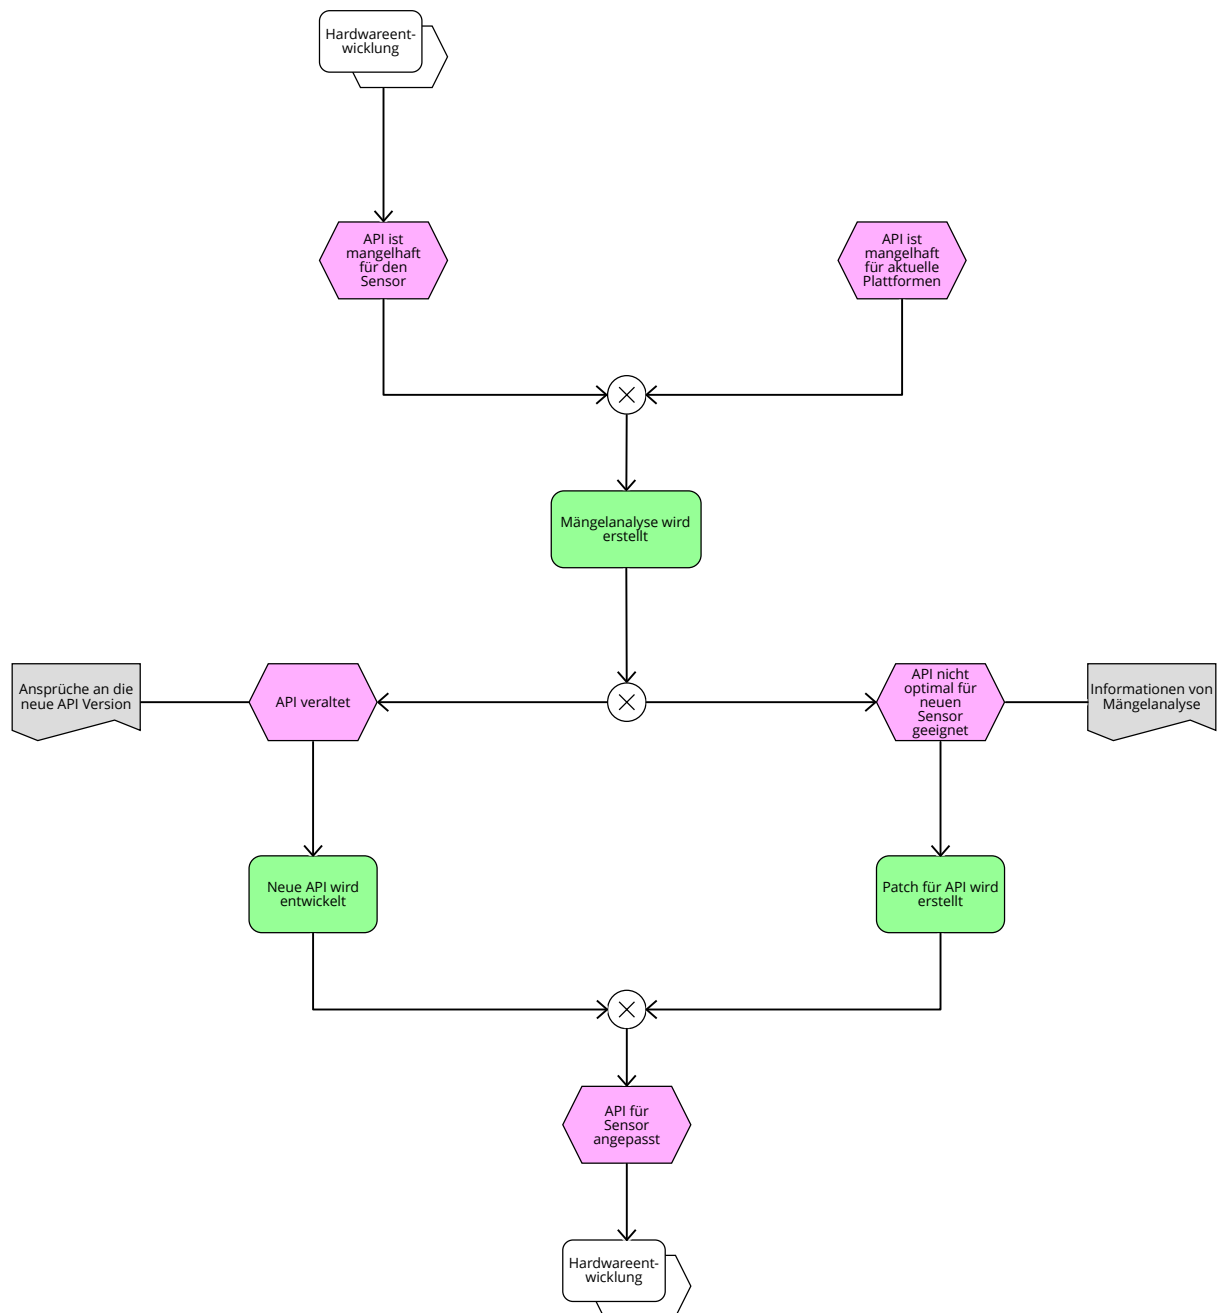 Hardwareent-
wicklung
API ist
mangelhaft
für den
Sensor
API ist
mangelhaft
für aktuelle
Plattformen
Mängelanalyse wird
erstellt
Ansprüche an die
neue API Version
API veraltet
API nicht
optimal für
neuen
Sensor
geeignet
Informationen von
Mängelanalyse
Neue API wird
entwickelt
Patch für API wird
erstellt
API für
Sensor
angepasst
Hardwareent-
wicklung